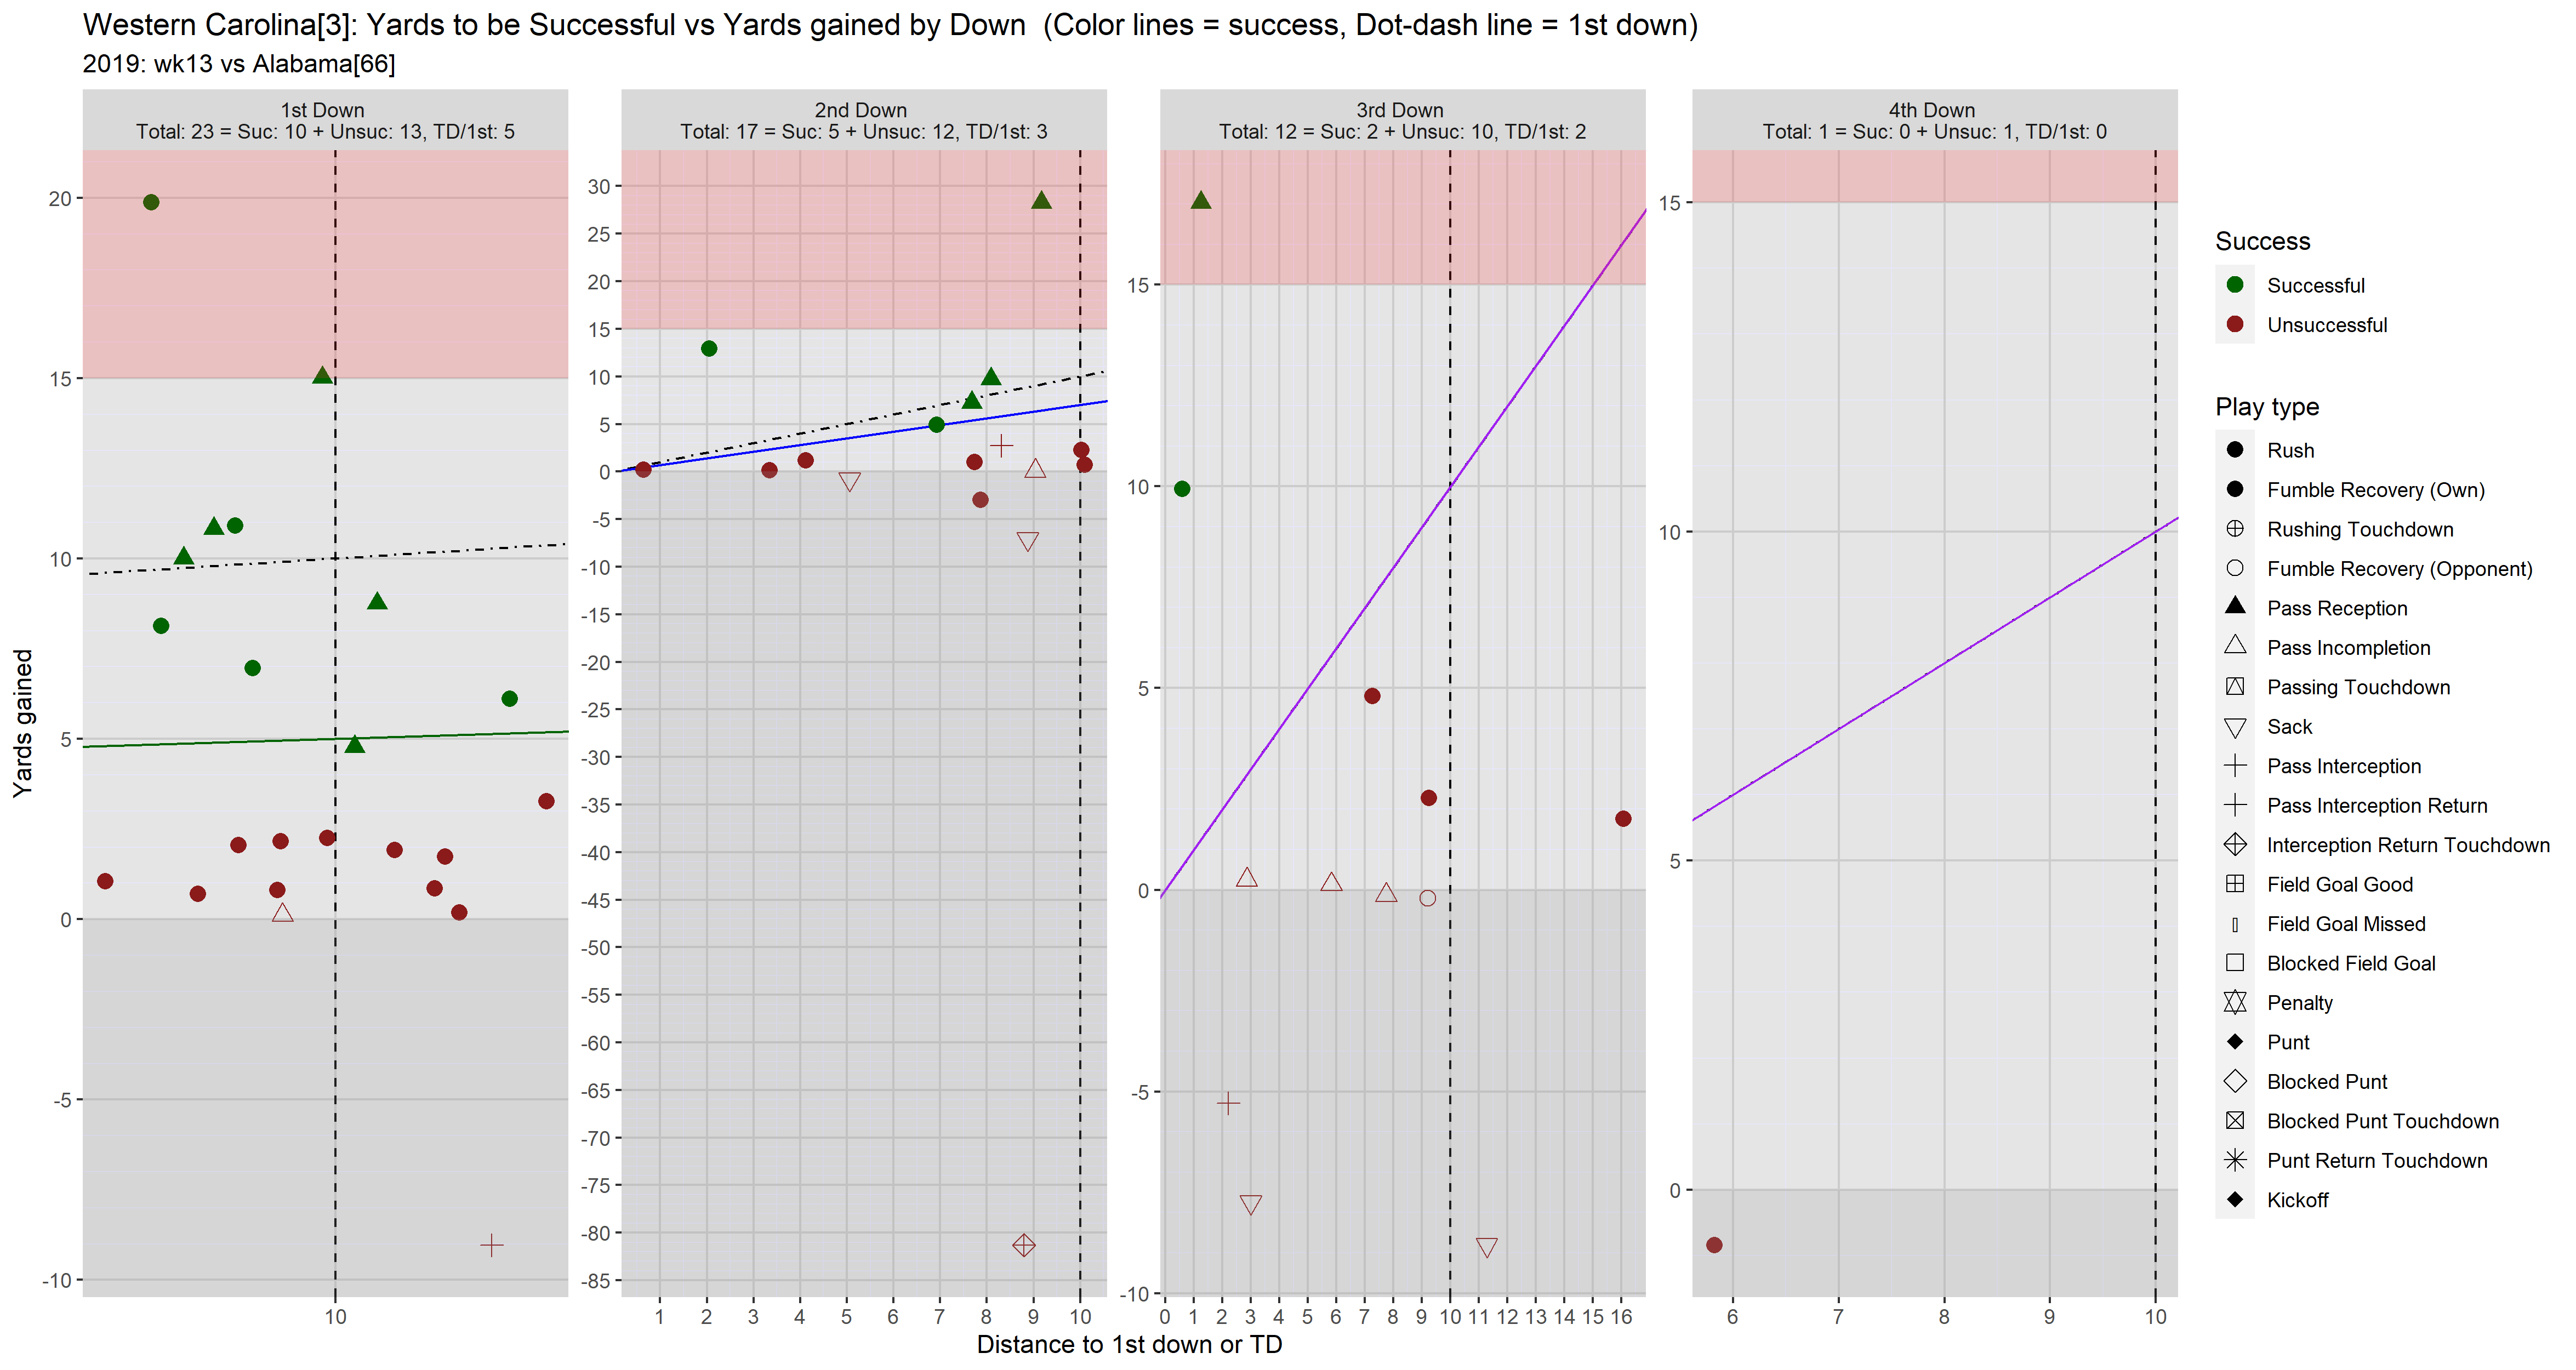 Western Carolina[3]: Yards to be Successful vs Yards gained by Down  (Color lines = success, Dot-dash line = 1st down)
2019: wk13 vs Alabama[66]
1st Down
Total: 23 = Suc: 10 + Unsuc: 13, TD/1st: 5
2nd Down
Total: 17 = Suc: 5 + Unsuc: 12, TD/1st: 3
3rd Down
Total: 12 = Suc: 2 + Unsuc: 10, TD/1st: 2
4th Down
Total: 1 = Suc: 0 + Unsuc: 1, TD/1st: 0
Yards gained
20
15
10
5
0
-5
-10
10
30
25
20
15
10
5
0
-5
-10
-15
-20
-25
-30
-35
-40
-45
-50
-55
-60
-65
-70
-75
-80
-85
1 2 3 4 5 6 7 8 9 10
15
10
5
0
-5
-10
0 1 2 3 4 5 6 7 8 9 10 11 12 13 14 15 16
15
10
5
0
6 7 8 9 10
Distance to 1st down or TD
Success
Successful
Unsuccessful
Play type
Rush
Fumble Recovery (Own)
Rushing Touchdown
Fumble Recovery (Opponent)
Pass Reception
Pass Incompletion
Passing Touchdown
Sack
Pass Interception
Pass Interception Return
Interception Return Touchdown
Field Goal Good
Field Goal Missed
Blocked Field Goal
Penalty
Punt
Blocked Punt
Blocked Punt Touchdown
Punt Return Touchdown
Kickoff